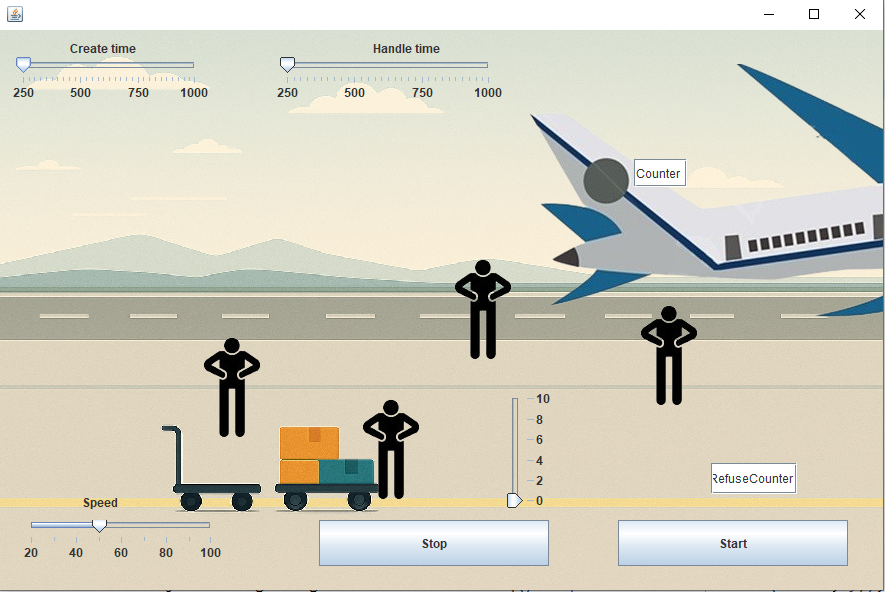 Create time
250 500 750 1000
Handle time
250 500 750 1000
Counter
10
8
6
4
2
0
RefuseCounter
Speed
20 40 60 80 100
Stop
Start